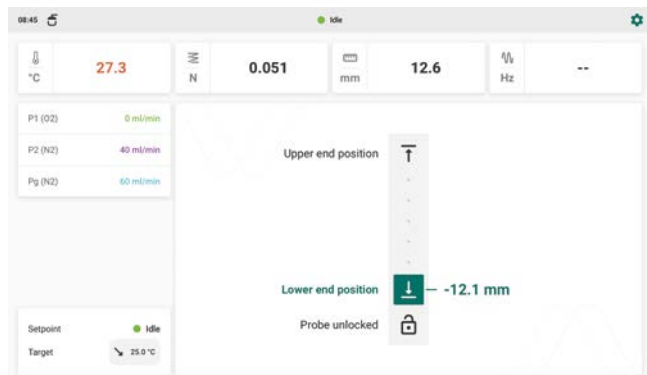 08:45
Idle
°C
27.3
N
0.051
mm
12.6
Hz
--
P1 (O2) 0 ml/min
P2 (N2) 40 ml/min
Pg (N2) 60 ml/min
Upper end position
Lower end position -12.1 mm
Probe unlocked
Setpoint Idle
Target 25.0 °C